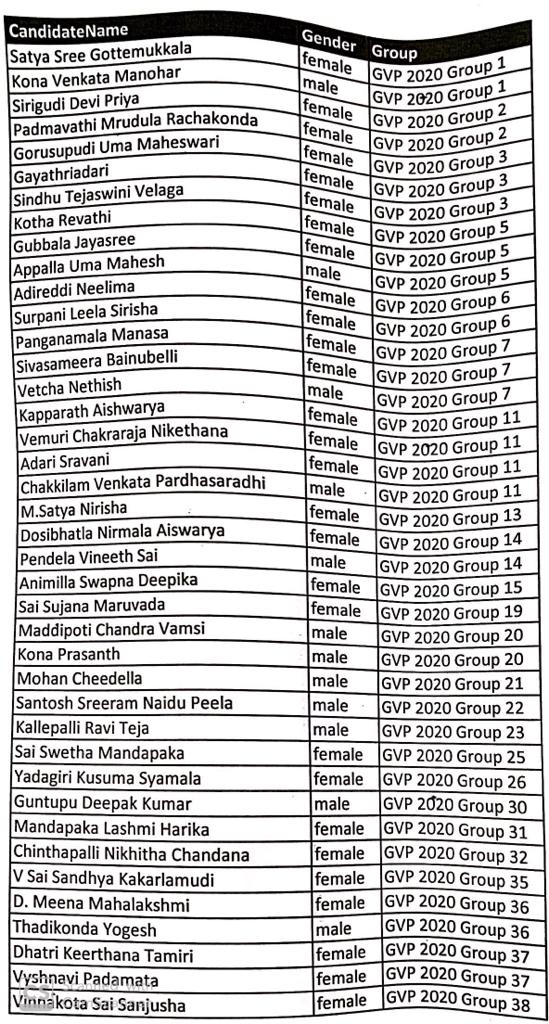 CandidateName Gender Group
Satya Sree Gottemukkala female GVP 2020 Group 1
Kona Venkata Manohar male GVP 2020 Group 1
Sirigudi Devi Priya female GVP 2020 Group 2
Padmavathi Mrudula Rachakonda female GVP 2020 Group 2
Gorusupudi Uma Maheswari female GVP 2020 Group 3
Gayathriadari female GVP 2020 Group 3
Sindhu Tejaswini Velaga female GVP 2020 Group 3
Kotha Revathi female GVP 2020 Group 5
Gubbala Jayasree female GVP 2020 Group 5
Appalla Uma Mahesh male GVP 2020 Group 5
Adireddi Neelima female GVP 2020 Group 6
Surpani Leela Sirisha female GVP 2020 Group 6
Panganamala Manasa female GVP 2020 Group 7
Sivasameera Bainubelli female GVP 2020 Group 7
Vetcha Nethish male GVP 2020 Group 7
Kapparath Aishwarya female GVP 2020 Group 11
Vemuri Chakraraja Nikethana female GVP 2020 Group 11
Adari Sravani female GVP 2020 Group 11
Chakkilam Venkata Pardhasaradhi male GVP 2020 Group 11
M.Satya Nirisha female GVP 2020 Group 13
Dosibhatla Nirmala Aiswarya female GVP 2020 Group 14
Pendela Vineeth Sai male GVP 2020 Group 14
Animilla Swapna Deepika female GVP 2020 Group 15
Sai Sujana Maruvada female GVP 2020 Group 19
Maddipoti Chandra Vamsi male GVP 2020 Group 20
Kona Prasanth male GVP 2020 Group 20
Mohan Cheedella male GVP 2020 Group 21
Santosh Sreeram Naidu Peela male GVP 2020 Group 22
Kallepalli Ravi Teja male GVP 2020 Group 23
Sai Swetha Mandapaka female GVP 2020 Group 25
Yadagiri Kusuma Syamala female GVP 2020 Group 26
Guntupu Deepak Kumar male GVP 2020 Group 30
Mandapaka Lashmi Harika female GVP 2020 Group 31
Chinthapalli Nikhitha Chandana female GVP 2020 Group 32
V Sai Sandhya Kakarlamudi female GVP 2020 Group 35
D. Meena Mahalakshmi female GVP 2020 Group 36
Thadikonda Yogesh male GVP 2020 Group 36
Dhatri Keerthana Tamiri female GVP 2020 Group 37
Vyshnavi Padamata female GVP 2020 Group 37
Vinnakota Sai Sanjusha female GVP 2020 Group 38